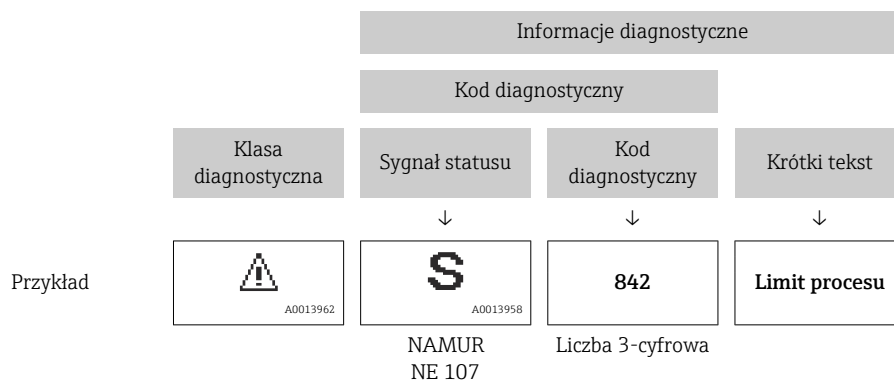 Informacje diagnostyczne
Kod diagnostyczny
Klasa
diagnostyczna
Sygnał statusu
Kod
diagnostyczny
Krótki tekst
↓ ↓ ↓
Przykład
A0013962
S
A0013958
842
Limit procesu
NAMUR
NE 107
Liczba 3-cyfrowa